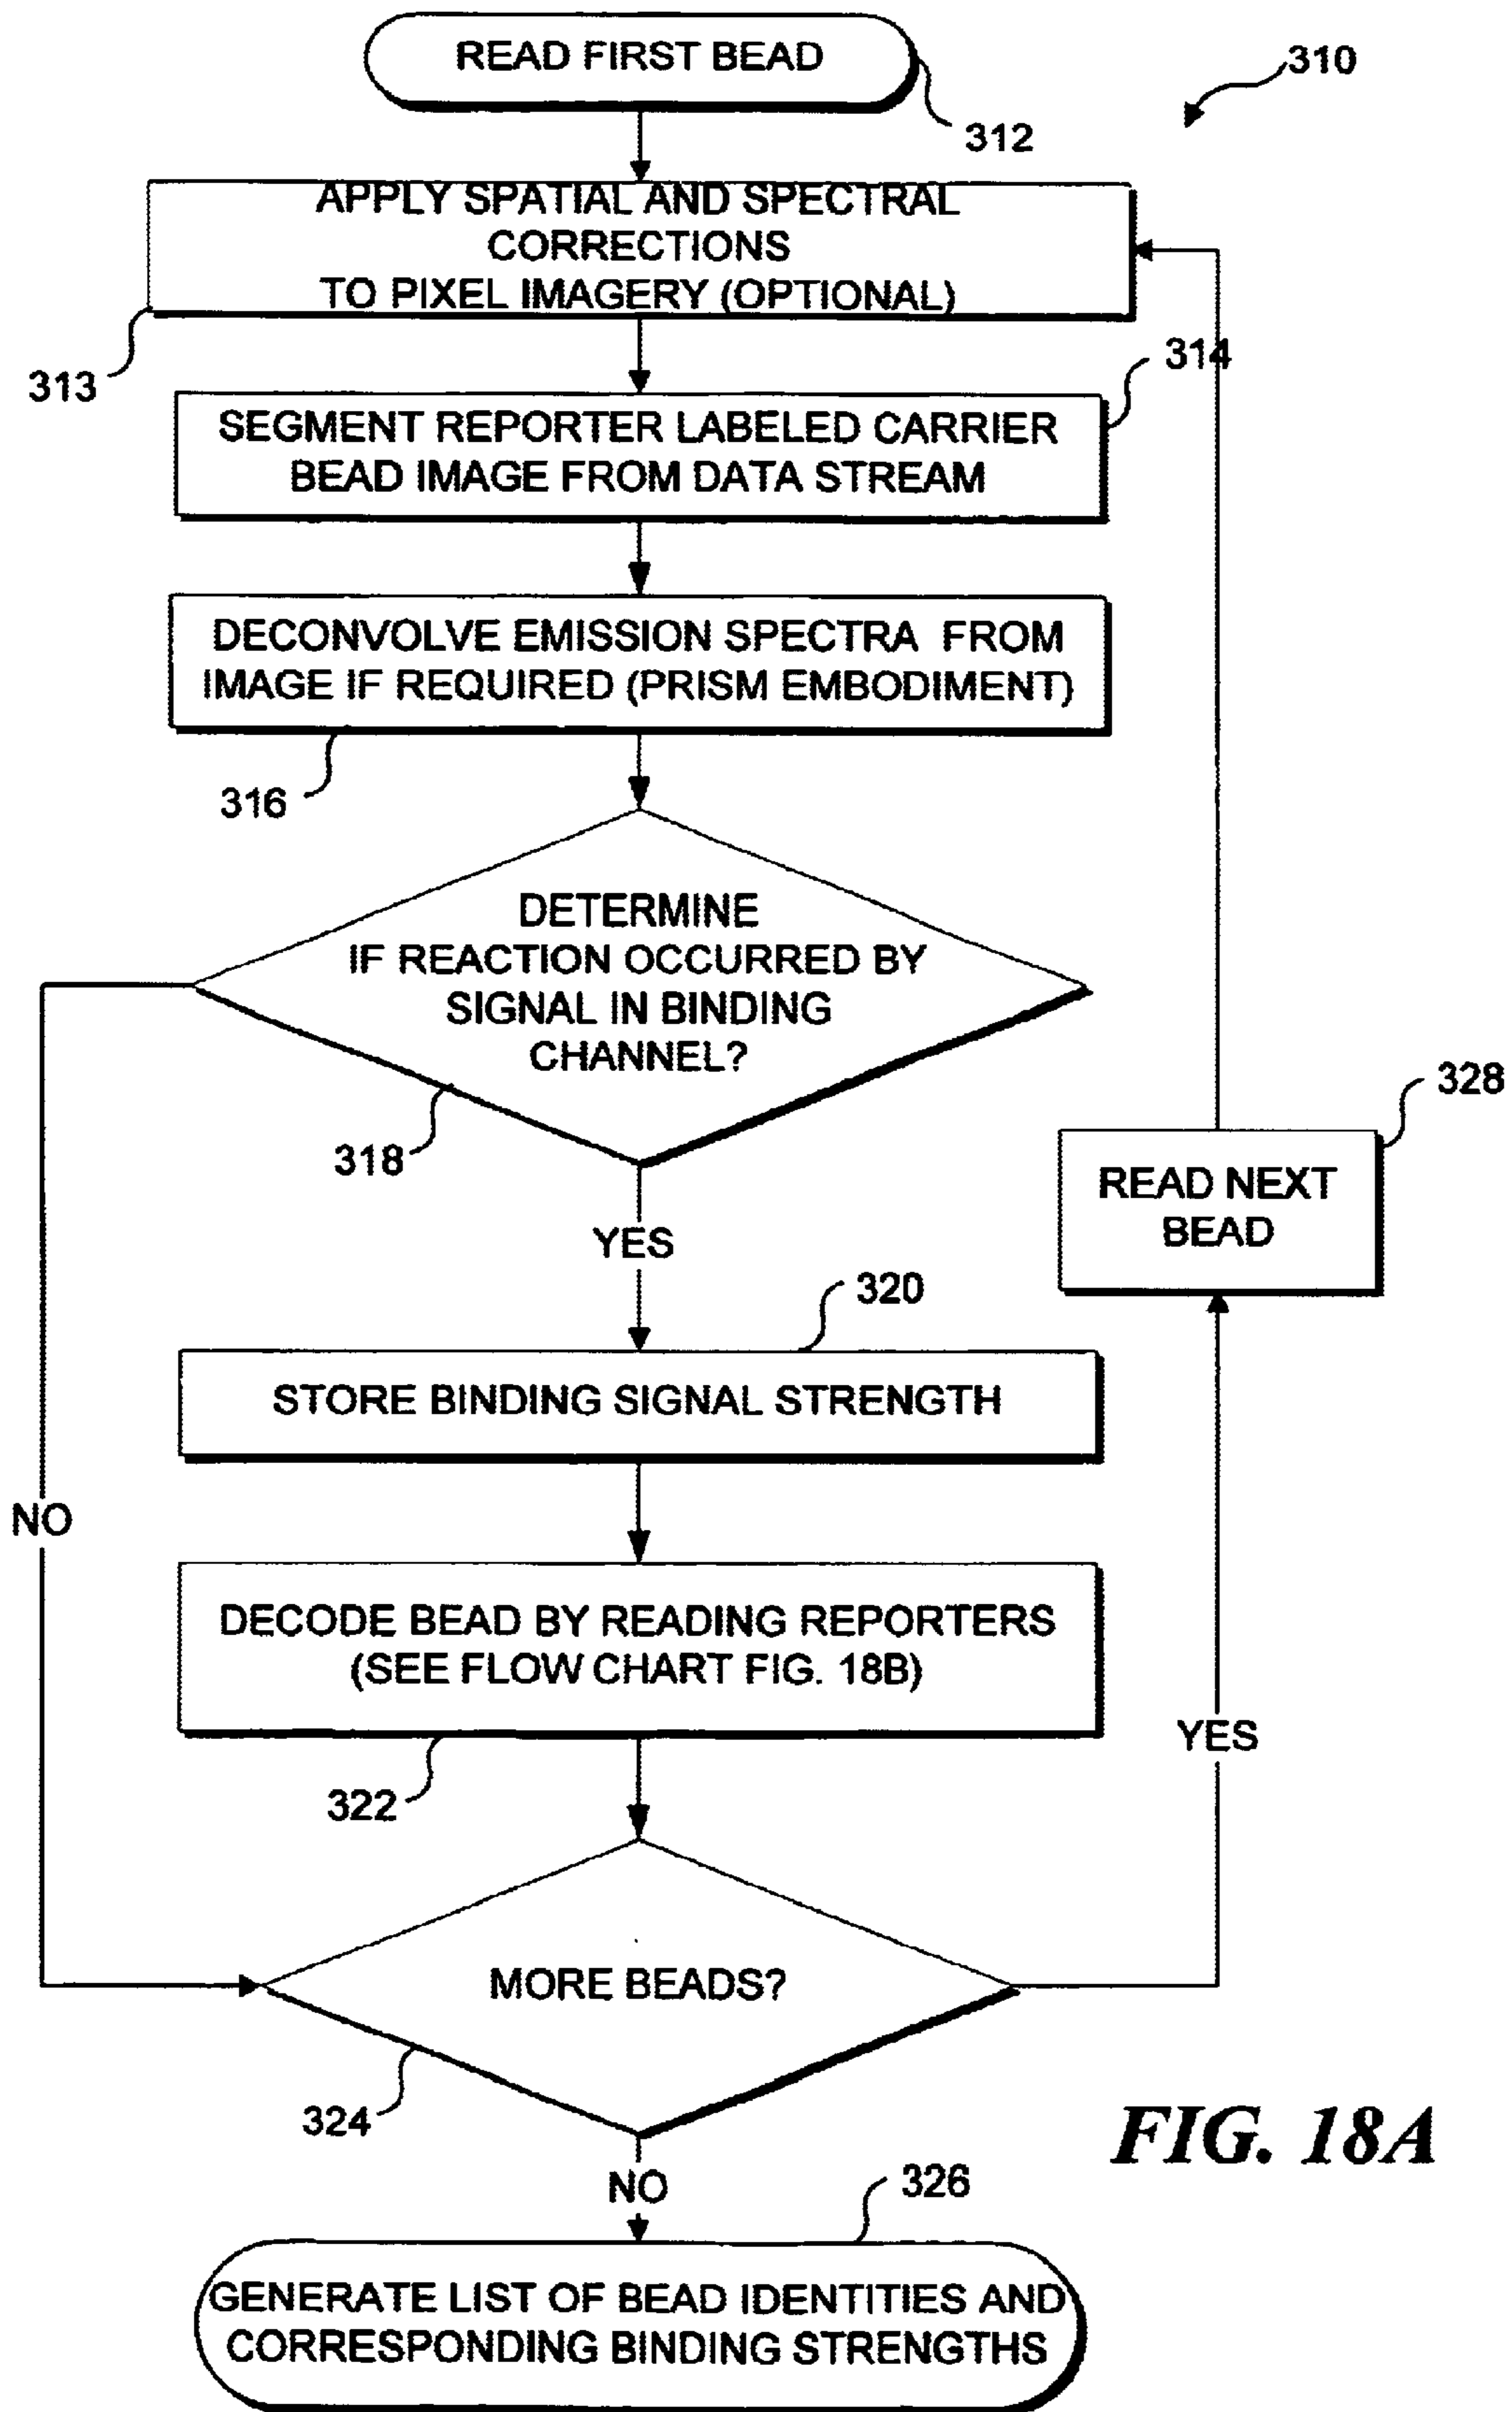 READ FIRST BEAD
310
312
APPLY SPATIAL AND SPECTRAL
CORRECTIONS
TO PIXEL IMAGERY (OPTIONAL)
313
314
SEGMENT REPORTER LABELED CARRIER
BEAD IMAGE FROM DATA STREAM
DECONVOLVE EMISSION SPECTRA FROM
IMAGE IF REQUIRED (PRISM EMBODIMENT)
316
DETERMINE
IF REACTION OCCURRED BY
SIGNAL IN BINDING
CHANNEL?
318
328
READ NEXT
BEAD
YES
320
STORE BINDING SIGNAL STRENGTH
NO
DECODE BEAD BY READING REPORTERS
(SEE FLOW CHART FIG. 18B)
YES
322
MORE BEADS?
324
FIG. 18A
NO
326
GENERATE LIST OF BEAD IDENTITIES AND
CORRESPONDING BINDING STRENGTHS